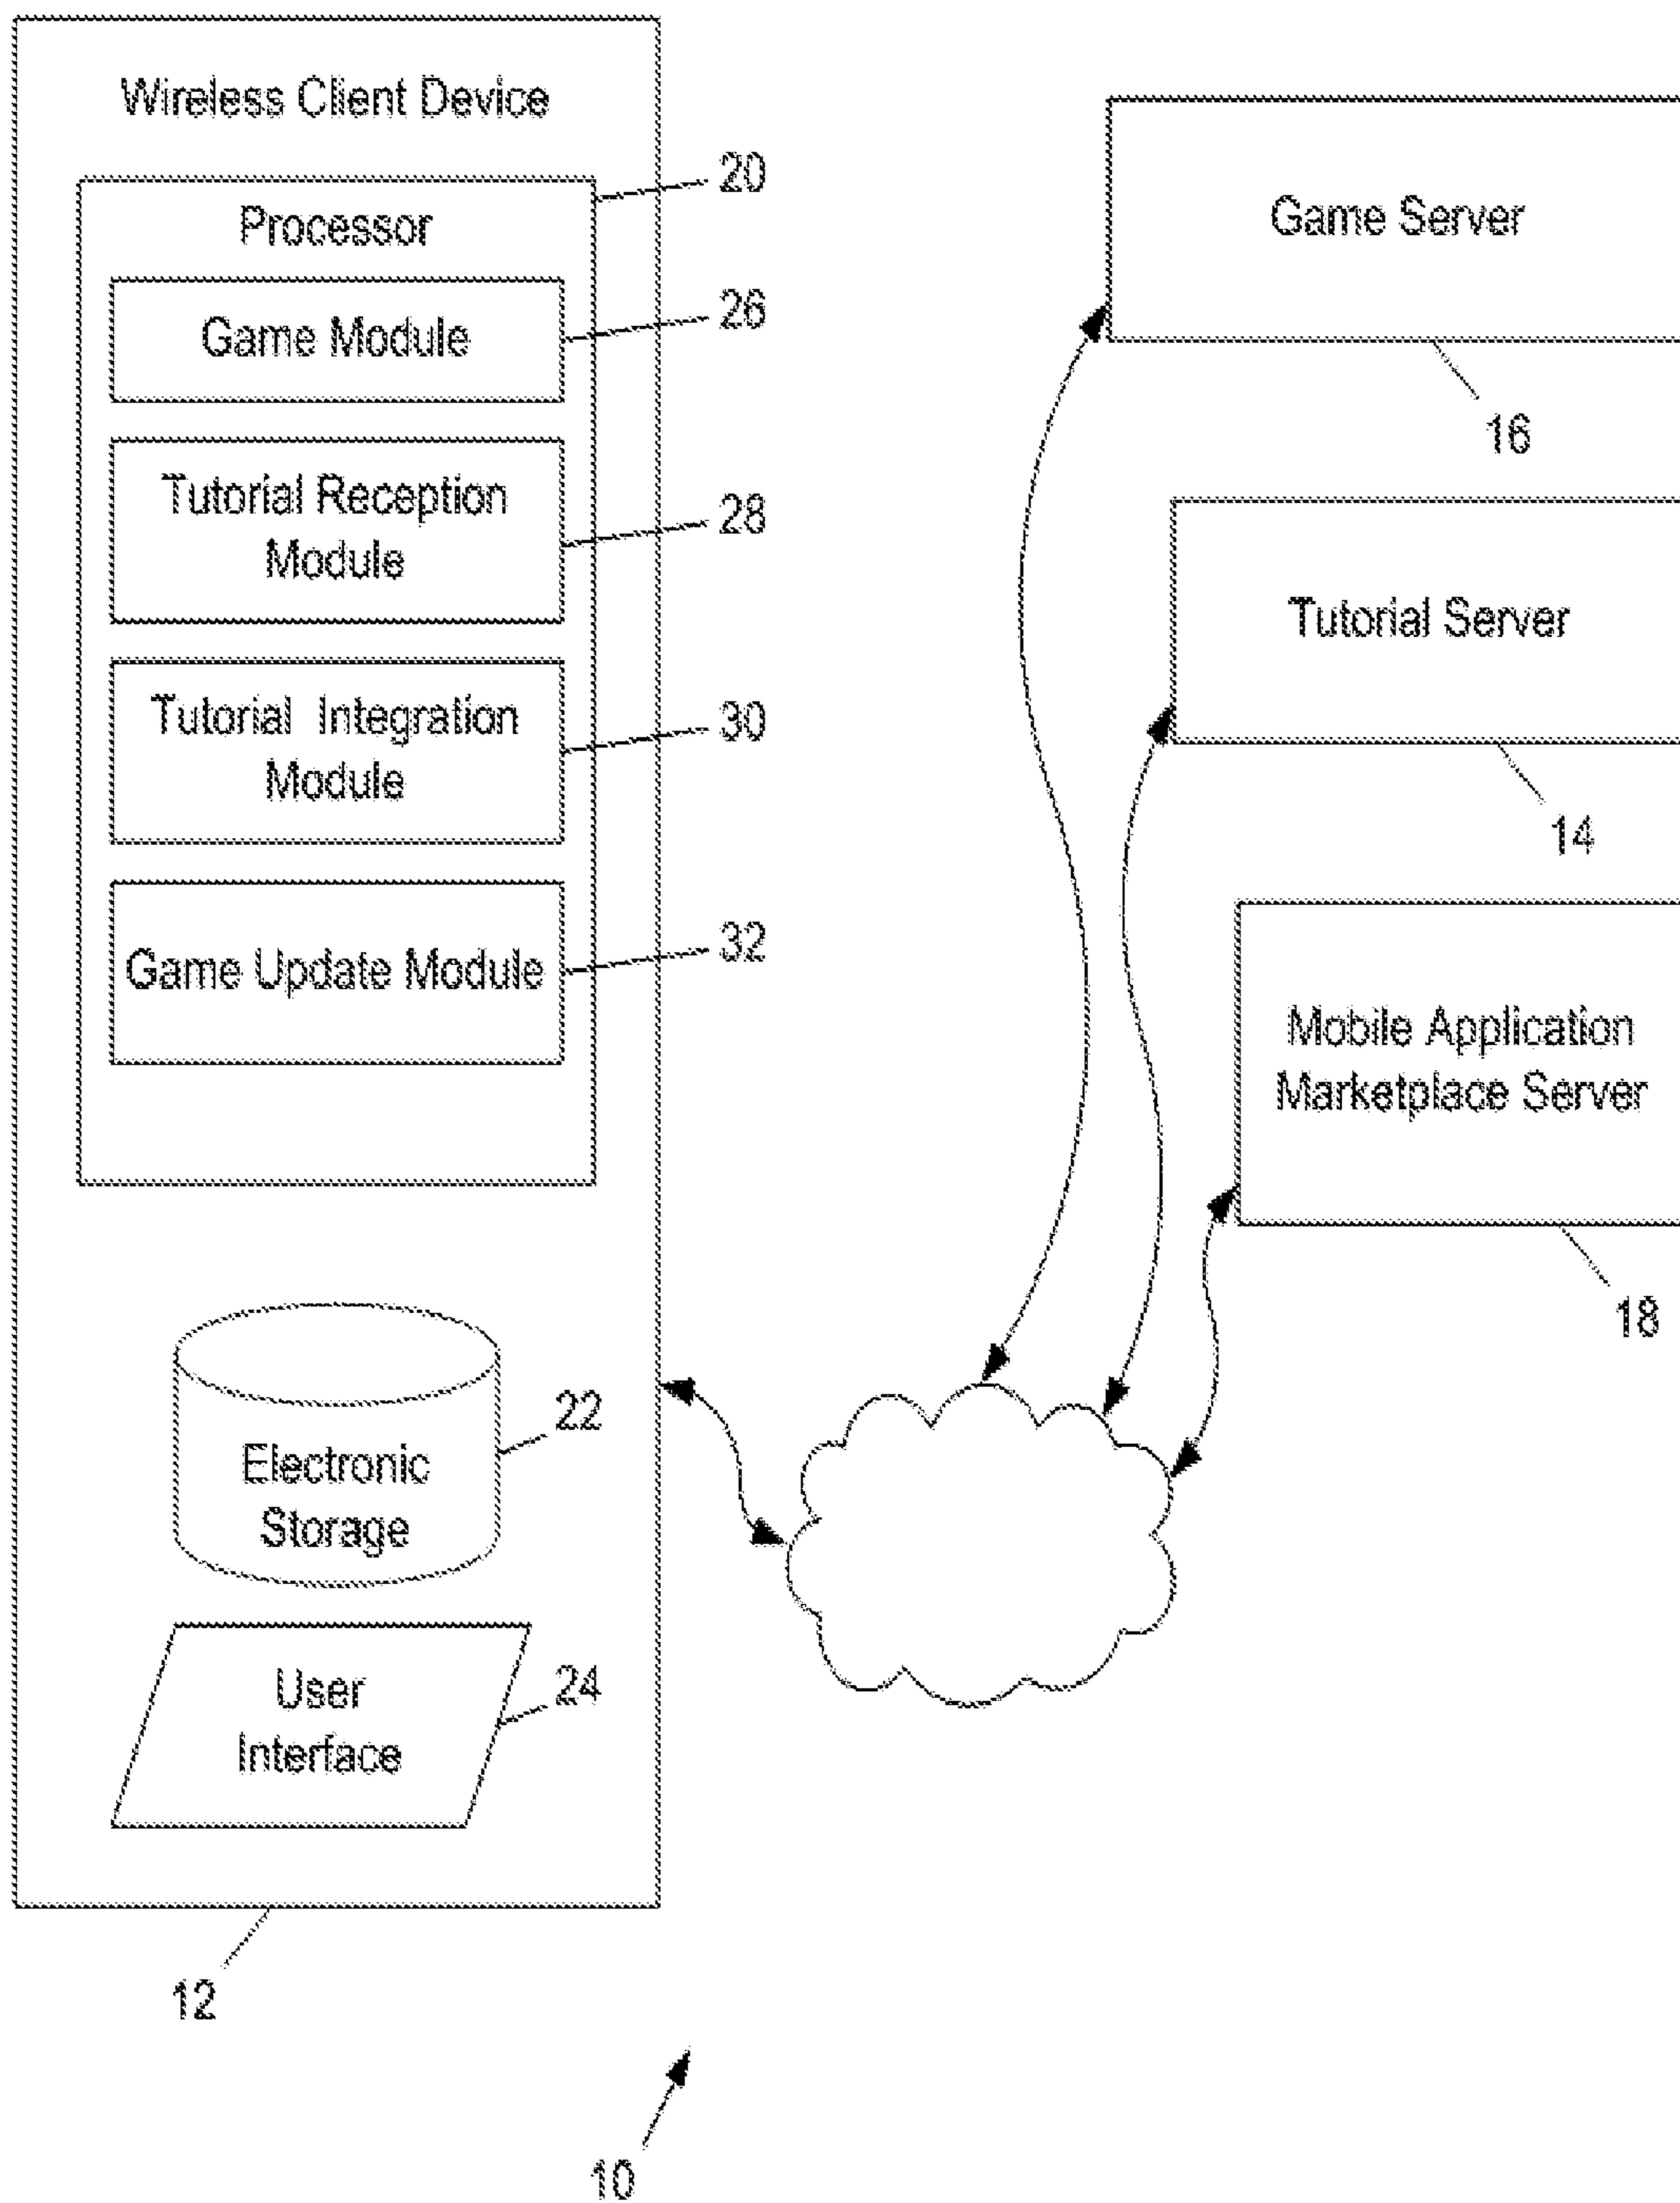 Wireless Client Device
20
Processor
Game Module
26
Tutorial Reception
Module
28
Tutorial Integration
Module
30
Game Update Module
32
Electronic
Storage
22
User
Interface
24
12
10
Game Server
16
Tutorial Server
14
Mobile Application
Marketplace Server
18